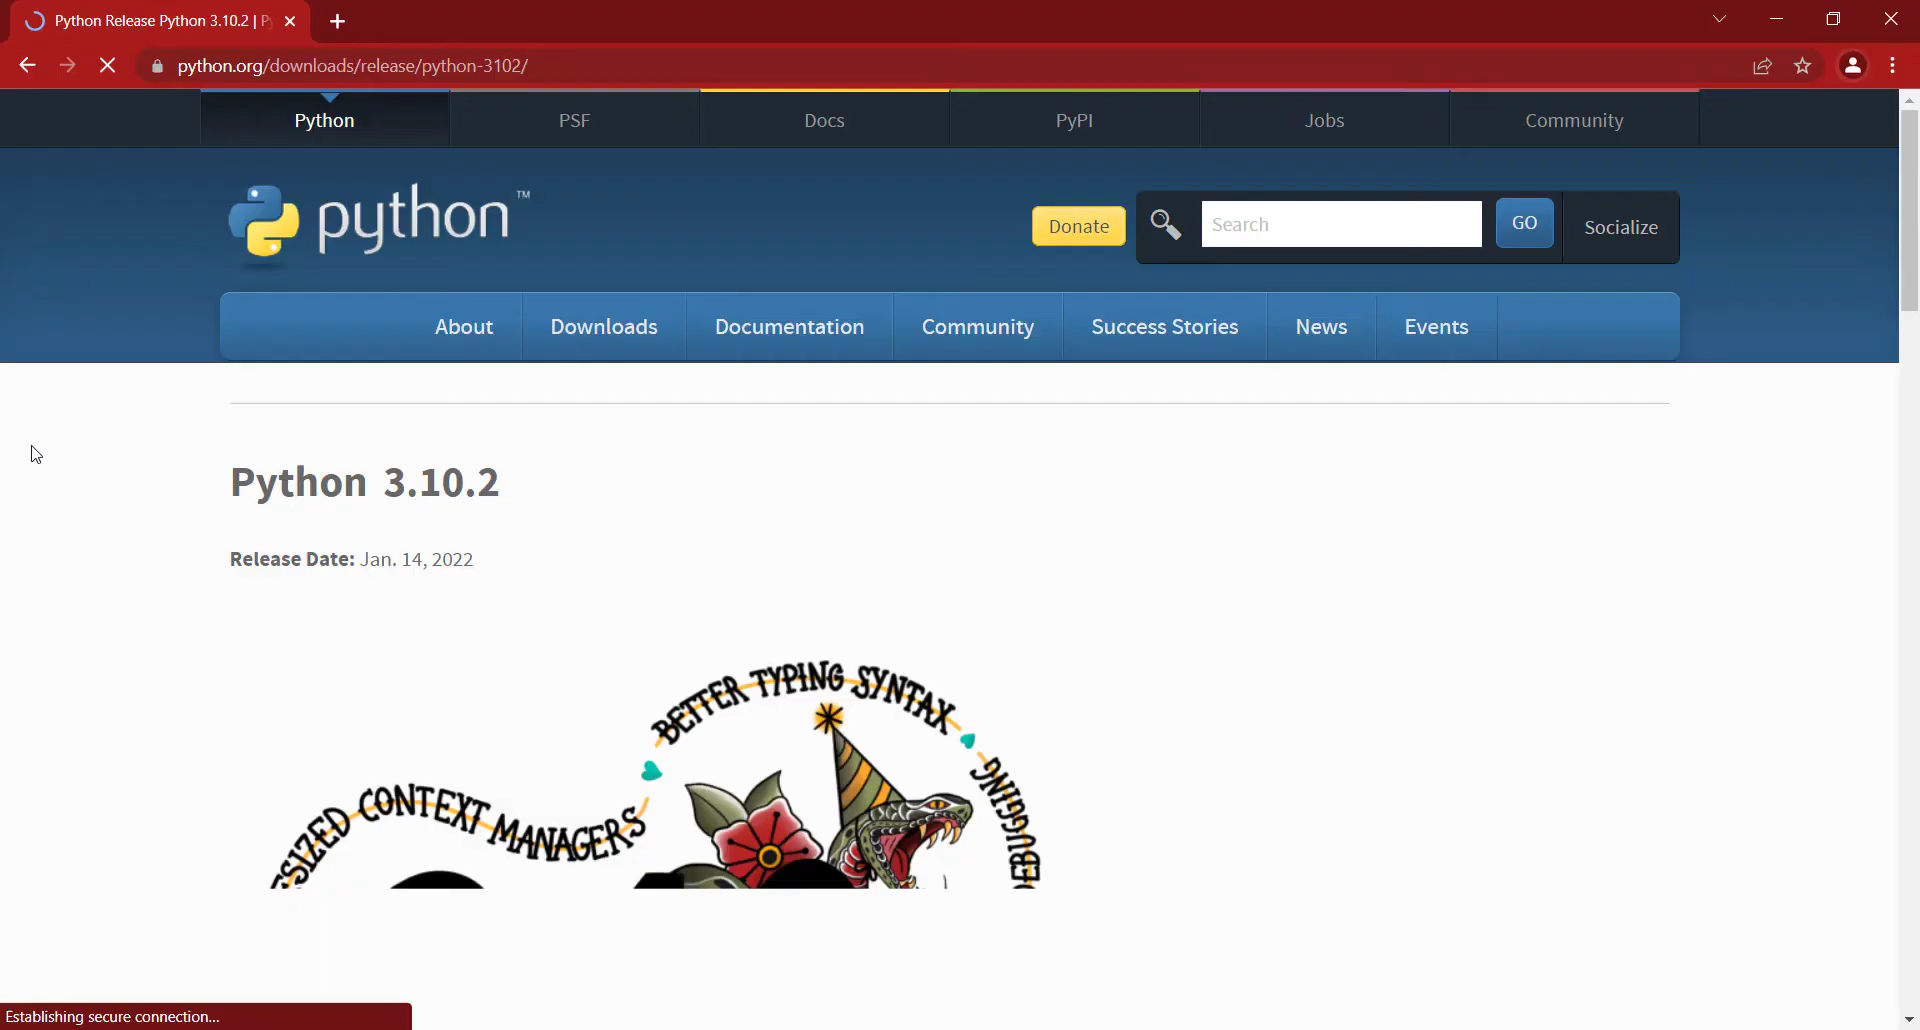 Python Release Python 3.10.2 | P
python.org/downloads/release/python-3102/
Python PSF Docs PyPI Jobs Community
python™
Donate Search GO Socialize
About Downloads Documentation Community Success Stories News Events
Python 3.10.2
Release Date: Jan. 14, 2022
BETTER TYPING SYNTAX
CONTEXT MANAGERS
Establishing secure connection...